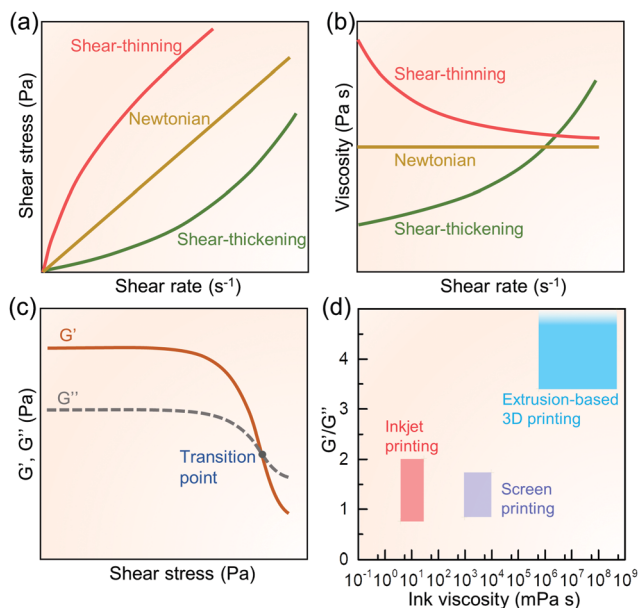 (a)
Shear-thinning
Newtonian
Shear-thickening
Shear stress (Pa)
Shear rate (s⁻¹)
(b)
Shear-thinning
Newtonian
Shear-thickening
Viscosity (Pa s)
Shear rate (s⁻¹)
(c)
G'
G''
Transition
point
G', G'' (Pa)
Shear stress (Pa)
(d)
4
3
2
1
0
G'/G''
Extrusion-based
3D printing
Inkjet
printing
Screen
printing
10⁻¹ 10⁰ 10¹ 10² 10³ 10⁴ 10⁵ 10⁶ 10⁷ 10⁸ 10⁹
Ink viscosity (mPa s)